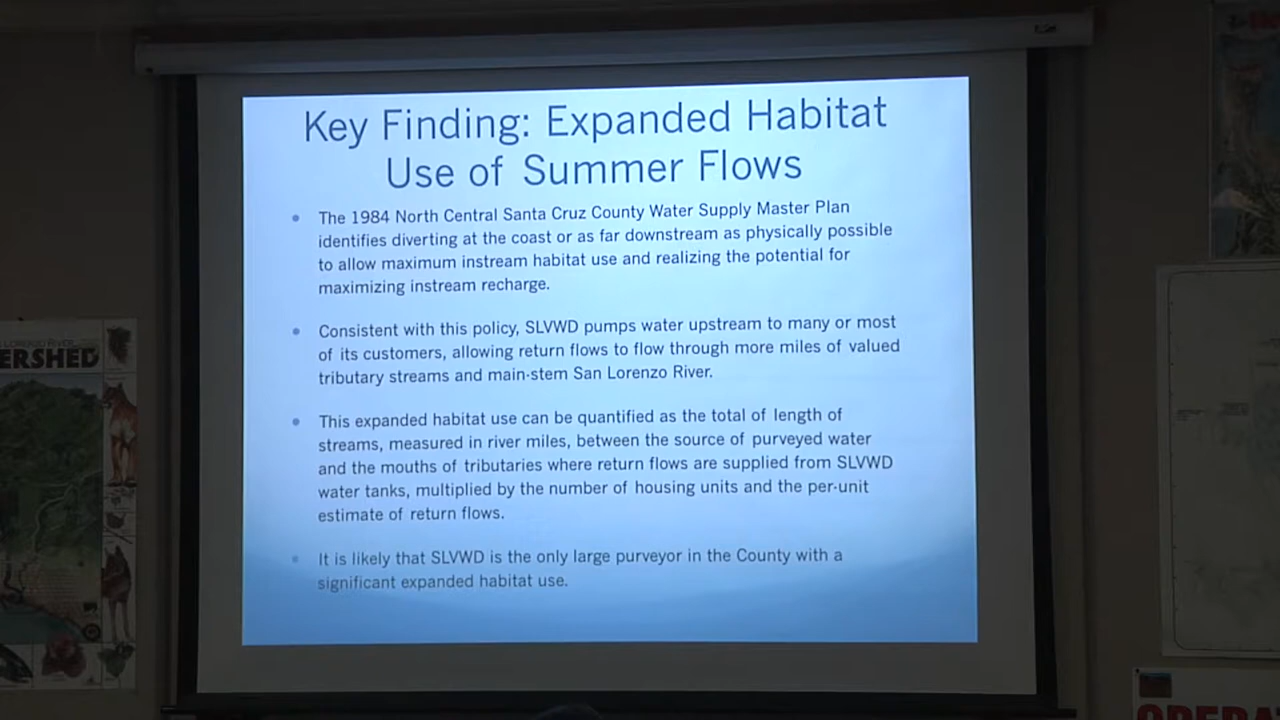 Key Finding: Expanded Habitat
Use of Summer Flows
• The 1984 North Central Santa Cruz County Water Supply Master Plan
identifies diverting at the coast or as far downstream as physically possible
to allow maximum instream habitat use and realizing the potential for
maximizing instream recharge.
• Consistent with this policy, SLVWD pumps water upstream to many or most
of its customers, allowing return flows to flow through more miles of valued
tributary streams and main-stem San Lorenzo River.
• This expanded habitat use can be quantified as the total of length of
streams, measured in river miles, between the source of purveyed water
and the mouths of tributaries where return flows are supplied from SLVWD
water tanks, multiplied by the number of housing units and the per-unit
estimate of return flows.
• It is likely that SLVWD is the only large purveyor in the County with a
significant expanded habitat use.
ERSHED
OPERA